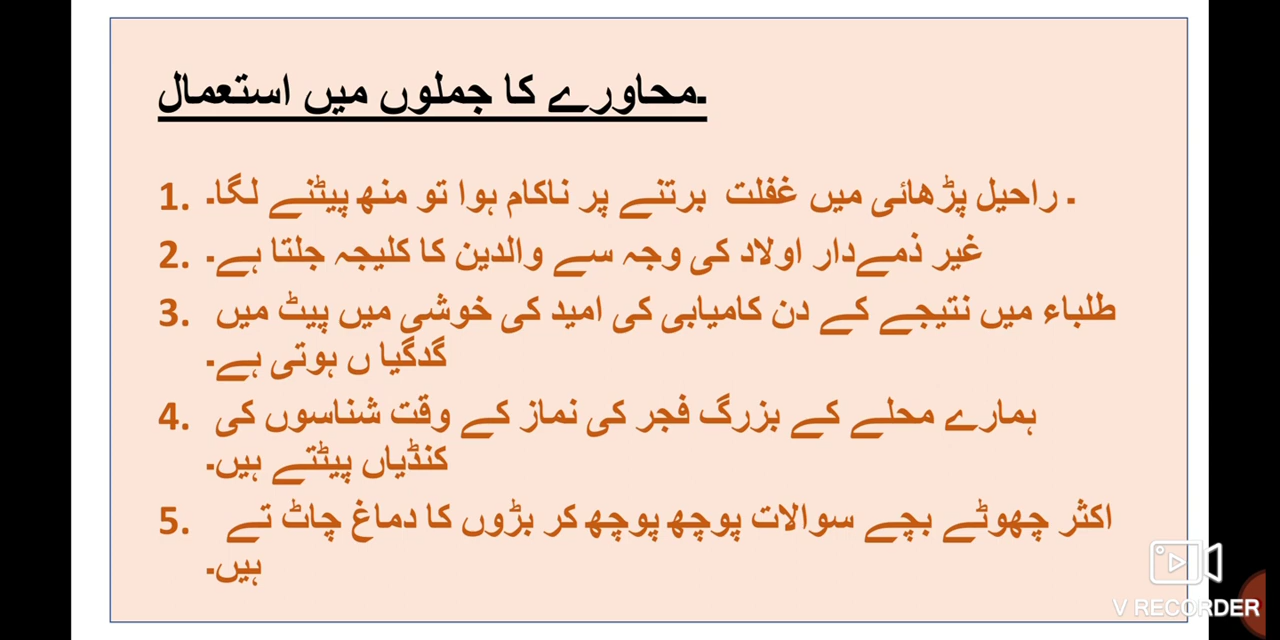 محاورے کا جملوں میں استعمال۔
1. راحیل پڑھائی میں غفلت برتنے پر ناکام ہوا تو منھ پیٹنے لگا۔ .
2. غیر ذمےدار اولاد کی وجہ سے والدین کا کلیجہ جلتا ہے۔
3. طلباء میں نتیجے کے دن کامیابی کی امید کی خوشی میں پیٹ میں
گدگیا ں ہوتی ہے۔
4. ہمارے محلے کے بزرگ فجر کی نماز کے وقت شناسوں کی
کنڈیاں پیٹتے ہیں۔
5. اکثر چھوٹے بچے سوالات پوچھ پوچھ کر بڑوں کا دماغ چاٹ تے
ہیں۔
V RECORDER